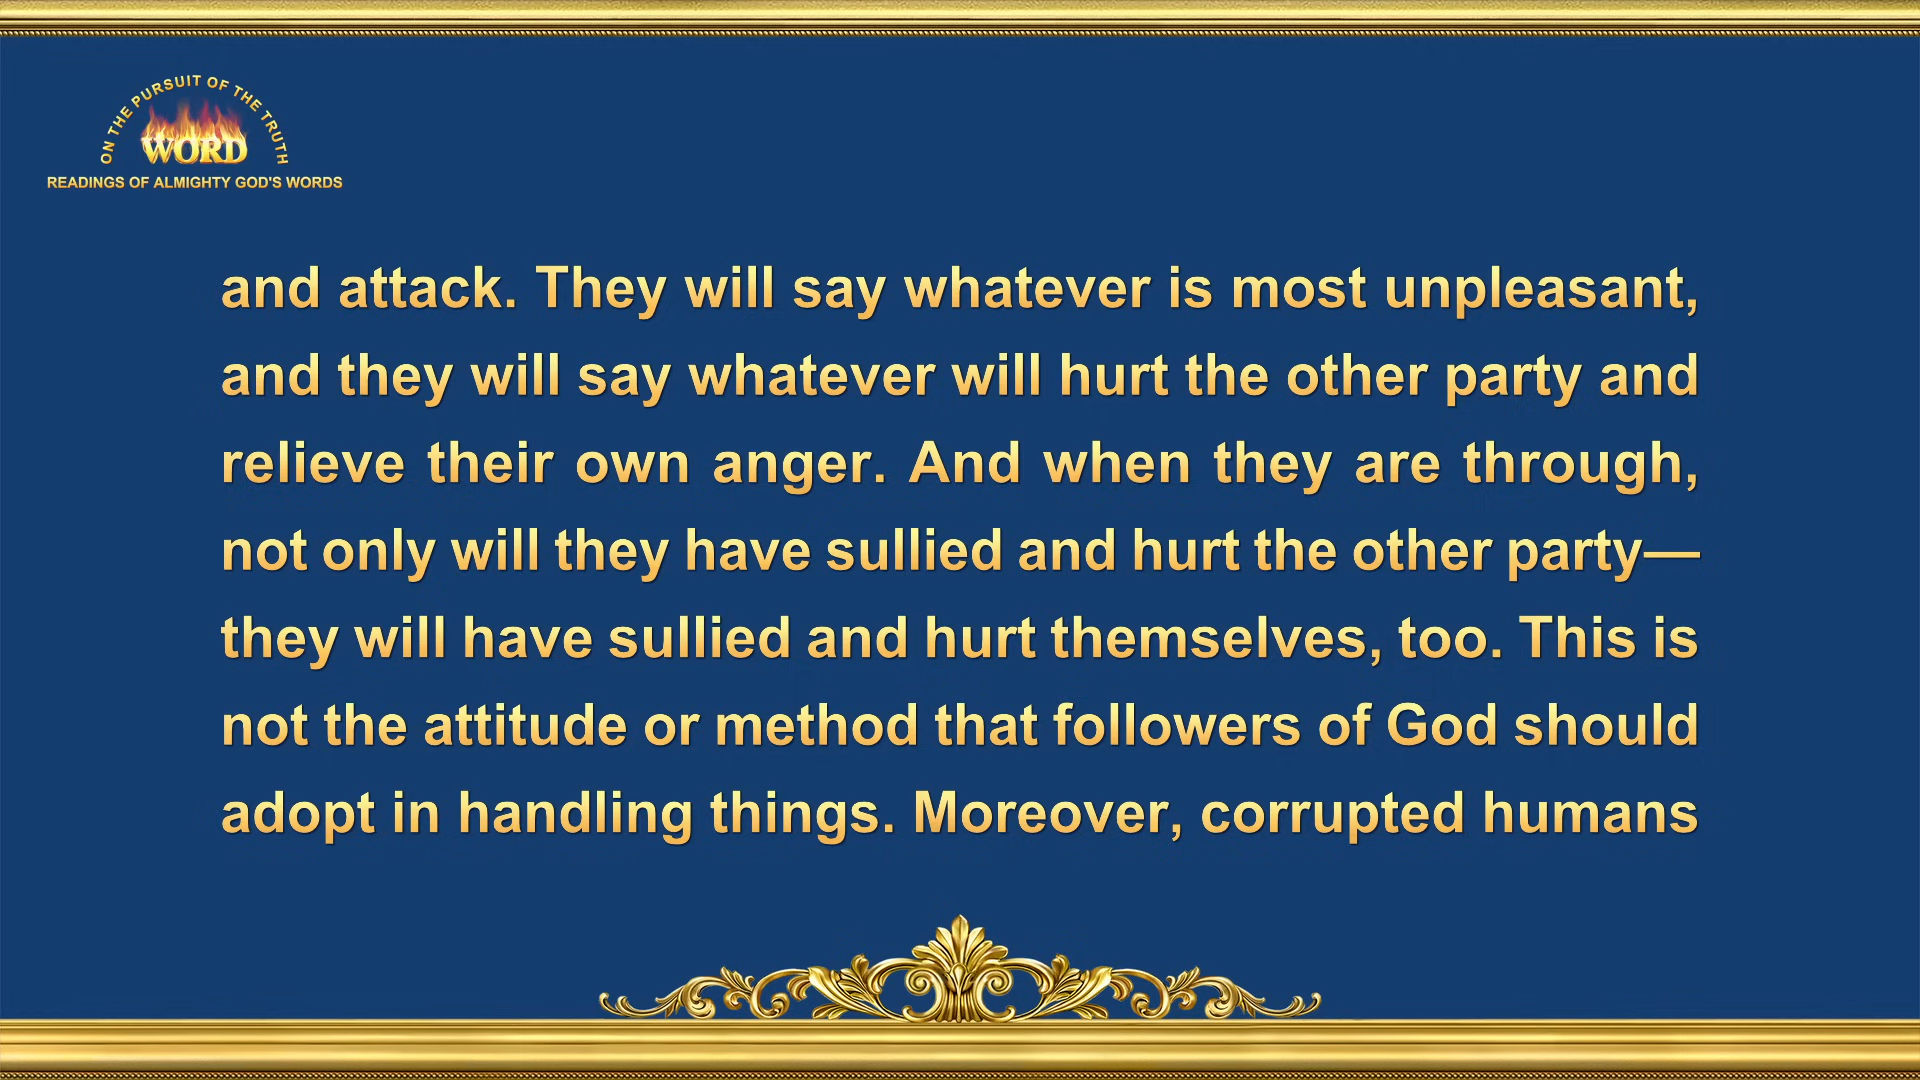 ON THE PURSUIT OF THE TRUTH
WORD
READINGS OF ALMIGHTY GOD'S WORDS
and attack. They will say whatever is most unpleasant,
and they will say whatever will hurt the other party and
relieve their own anger. And when they are through,
not only will they have sullied and hurt the other party—
they will have sullied and hurt themselves, too. This is
not the attitude or method that followers of God should
adopt in handling things. Moreover, corrupted humans